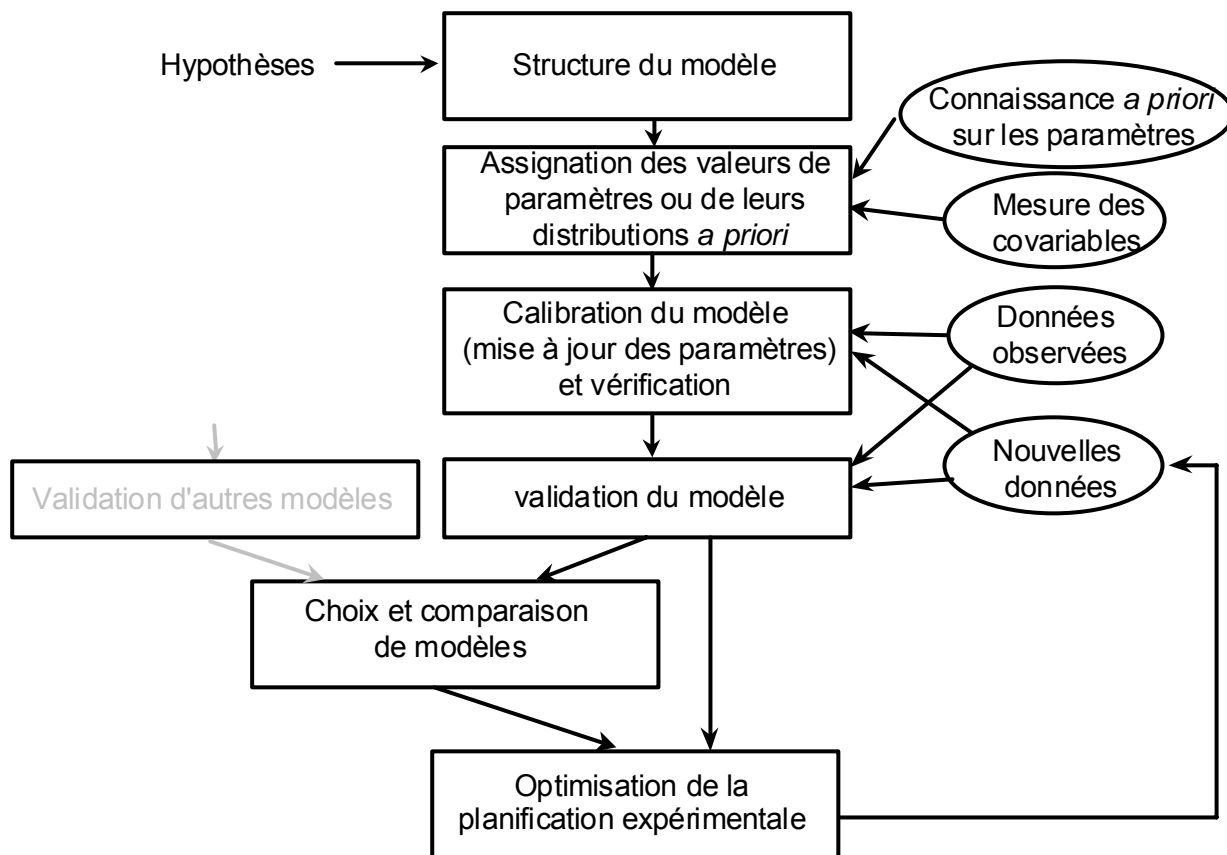 Hypothèses
Structure du modèle
Connaissance a priori
sur les paramètres
Assignation des valeurs de
paramètres ou de leurs
distributions a priori
Mesure des
covariables
Calibration du modèle
(mise à jour des paramètres)
et vérification
Données
observées
Validation d'autres modèles
validation du modèle
Nouvelles
données
Choix et comparaison
de modèles
Optimisation de la
planification expérimentale